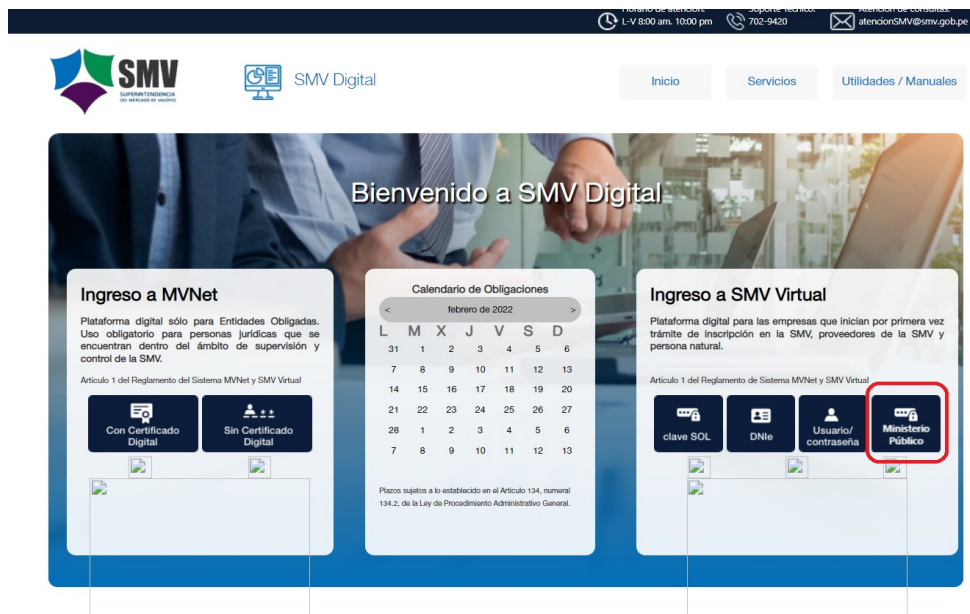 Horario de atención: Soporte Técnico: Atención de consultas:
L-V 8:00 am. 10:00 pm 702-9420 atencionSMV@smv.gob.pe
SMV
SUPERINTENDENCIA
DEL MERCADO DE VALORES
SMV Digital
Inicio Servicios Utilidades / Manuales
Bienvenido a SMV Digital
Ingreso a MVNet
Plataforma digital sólo para Entidades Obligadas.
Uso obligatorio para personas jurídicas que se
encuentran dentro del ámbito de supervisión y
control de la SMV.
Articulo 1 del Reglamento del Sistema MVNet y SMV Virtual
Con Certificado
Digital
Sin Certificado
Digital
Calendario de Obligaciones
< febrero de 2022 >
L M X J V S D
31 1 2 3 4 5 6
7 8 9 10 11 12 13
14 15 16 17 18 19 20
21 22 23 24 25 26 27
28 1 2 3 4 5 6
7 8 9 10 11 12 13
Plazos sujetos a lo establecido en el Articulo 134, numeral
134.2, de la Ley de Procedimiento Administrativo General.
Ingreso a SMV Virtual
Plataforma digital para las empresas que inician por primera vez
trámite de inscripción en la SMV, proveedores de la SMV y
persona natural.
Articulo 1 del Reglamento de Sistema MVNet y SMV Virtual
clave SOL
DNIe
Usuario/
contraseña
Ministerio
Público